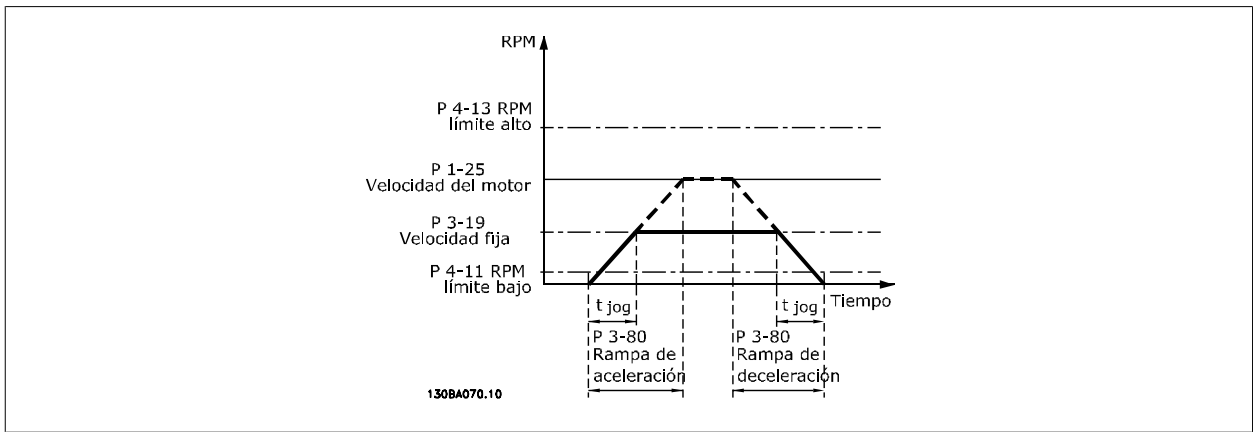 RPM
P 4-13 RPM
límite alto
P 1-25
Velocidad del motor
P 3-19
Velocidad fija
P 4-11 RPM
límite bajo
Tiempo
t jog
t jog
P 3-80
Rampa de
aceleración
P 3-80
Rampa de
deceleración
130BA070.10